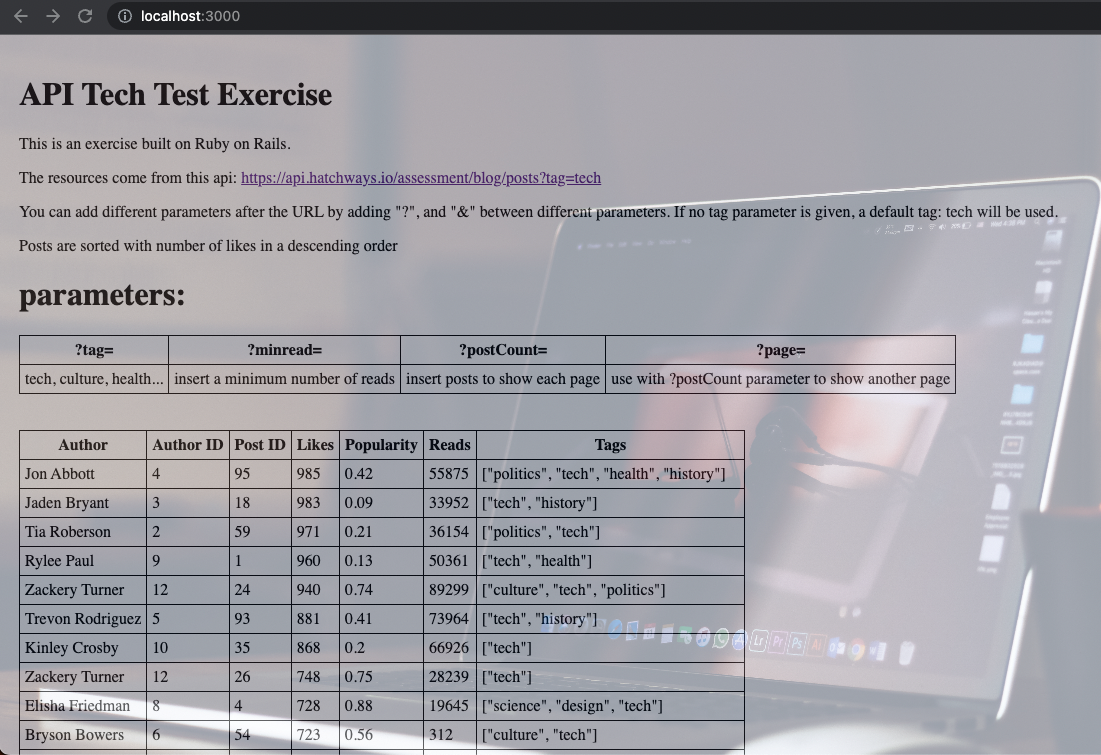 localhost:3000
API Tech Test Exercise
This is an exercise built on Ruby on Rails.
The resources come from this api: https://api.hatchways.io/assessment/blog/posts?tag=tech
You can add different parameters after the URL by adding "?", and "&" between different parameters. If no tag parameter is given, a default tag: tech will be used.
Posts are sorted with number of likes in a descending order
parameters:
?tag= ?minread= ?postCount= ?page=
tech, culture, health... insert a minimum number of reads insert posts to show each page use with ?postCount parameter to show another page
Author Author ID Post ID Likes Popularity Reads Tags
Jon Abbott 4 95 985 0.42 55875 ["politics", "tech", "health", "history"]
Jaden Bryant 3 18 983 0.09 33952 ["tech", "history"]
Tia Roberson 2 59 971 0.21 36154 ["politics", "tech"]
Rylee Paul 9 1 960 0.13 50361 ["tech", "health"]
Zackery Turner 12 24 940 0.74 89299 ["culture", "tech", "politics"]
Trevon Rodriguez 5 93 881 0.41 73964 ["tech", "history"]
Kinley Crosby 10 35 868 0.2 66926 ["tech"]
Zackery Turner 12 26 748 0.75 28239 ["tech"]
Elisha Friedman 8 4 728 0.88 19645 ["science", "design", "tech"]
Bryson Bowers 6 54 723 0.56 312 ["culture", "tech"]
Lr Pr Ps Ai